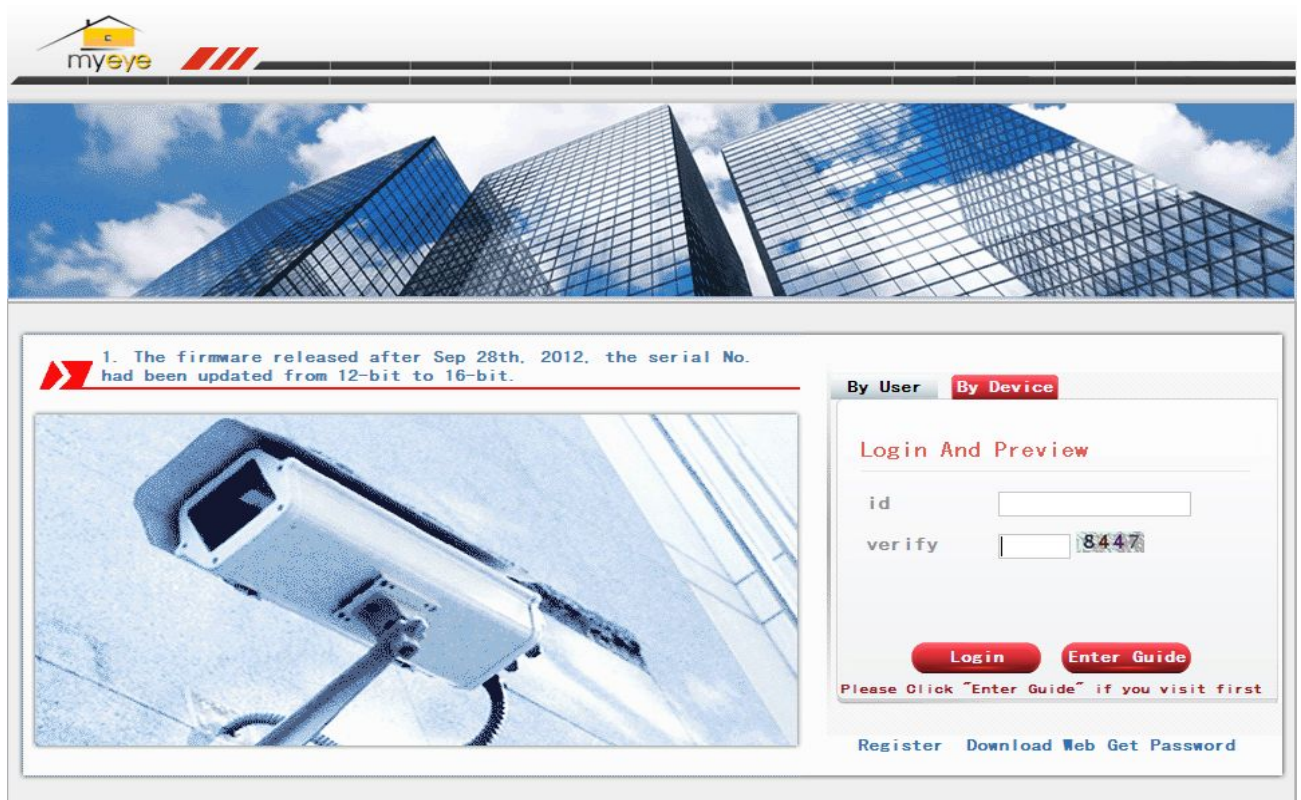 c
myeye
1. The firmware released after Sep 28th, 2012, the serial No.
had been updated from 12-bit to 16-bit.
By User By Device
Login And Preview
id
verify 8447
Login Enter Guide
Please Click "Enter Guide" if you visit first
Register Download Web Get Password